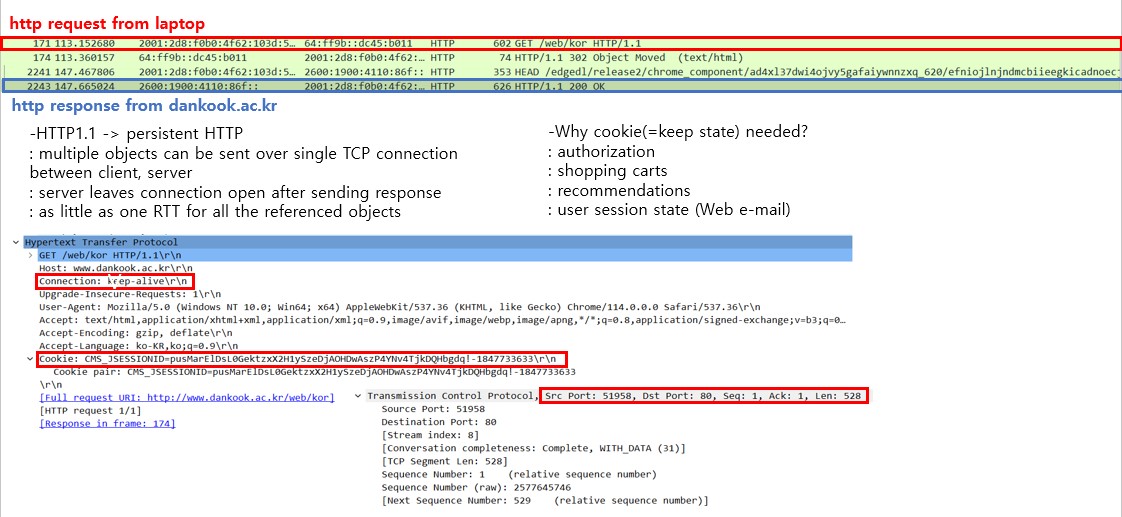 http request from laptop
171 113.152680 2001:2d8:f0b0:4f62:103d:5… 64:ff9b::dc45:b011 HTTP 602 GET /web/kor HTTP/1.1
174 113.360157 64:ff9b::dc45:b011 2001:2d8:f0b0:4f62:… HTTP 74 HTTP/1.1 302 Object Moved (text/html)
2241 147.467806 2001:2d8:f0b0:4f62:103d:5… 2600:1900:4110:86f:: HTTP 353 HEAD /edgedl/release2/chrome_component/ad4xl37dwi4ojvy5gafaiywnnzxq_620/efniojlnjndmcbiieegkicadnoecj
2243 147.665024 2600:1900:4110:86f:: 2001:2d8:f0b0:4f62:… HTTP 626 HTTP/1.1 200 OK
http response from dankook.ac.kr
-HTTP1.1 -> persistent HTTP
: multiple objects can be sent over single TCP connection
between client, server
: server leaves connection open after sending response
: as little as one RTT for all the referenced objects
-Why cookie(=keep state) needed?
: authorization
: shopping carts
: recommendations
: user session state (Web e-mail)
Hypertext Transfer Protocol
GET /web/kor HTTP/1.1\r\n
Host: www.dankook.ac.kr\r\n
Connection: keep-alive\r\n
Upgrade-Insecure-Requests: 1\r\n
User-Agent: Mozilla/5.0 (Windows NT 10.0; Win64; x64) AppleWebKit/537.36 (KHTML, like Gecko) Chrome/114.0.0.0 Safari/537.36\r\n
Accept: text/html,application/xhtml+xml,application/xml;q=0.9,image/avif,image/webp,image/apng,*/*;q=0.8,application/signed-exchange;v=b3;q=0…
Accept-Encoding: gzip, deflate\r\n
Accept-Language: ko-KR,ko;q=0.9\r\n
Cookie: CMS_JSESSIONID=pusMarElDsL0GektzxX2H1ySzeDjAOHDwAszP4YNv4TjkDQHbgdq!-1847733633\r\n
Cookie pair: CMS_JSESSIONID=pusMarElDsL0GektzxX2H1ySzeDjAOHDwAszP4YNv4TjkDQHbgdq!-1847733633
\r\n
[Full request URI: http://www.dankook.ac.kr/web/kor]
[HTTP request 1/1]
[Response in frame: 174]
Transmission Control Protocol, Src Port: 51958, Dst Port: 80, Seq: 1, Ack: 1, Len: 528
Source Port: 51958
Destination Port: 80
[Stream index: 8]
[Conversation completeness: Complete, WITH_DATA (31)]
[TCP Segment Len: 528]
Sequence Number: 1 (relative sequence number)
Sequence Number (raw): 2577645746
[Next Sequence Number: 529 (relative sequence number)]